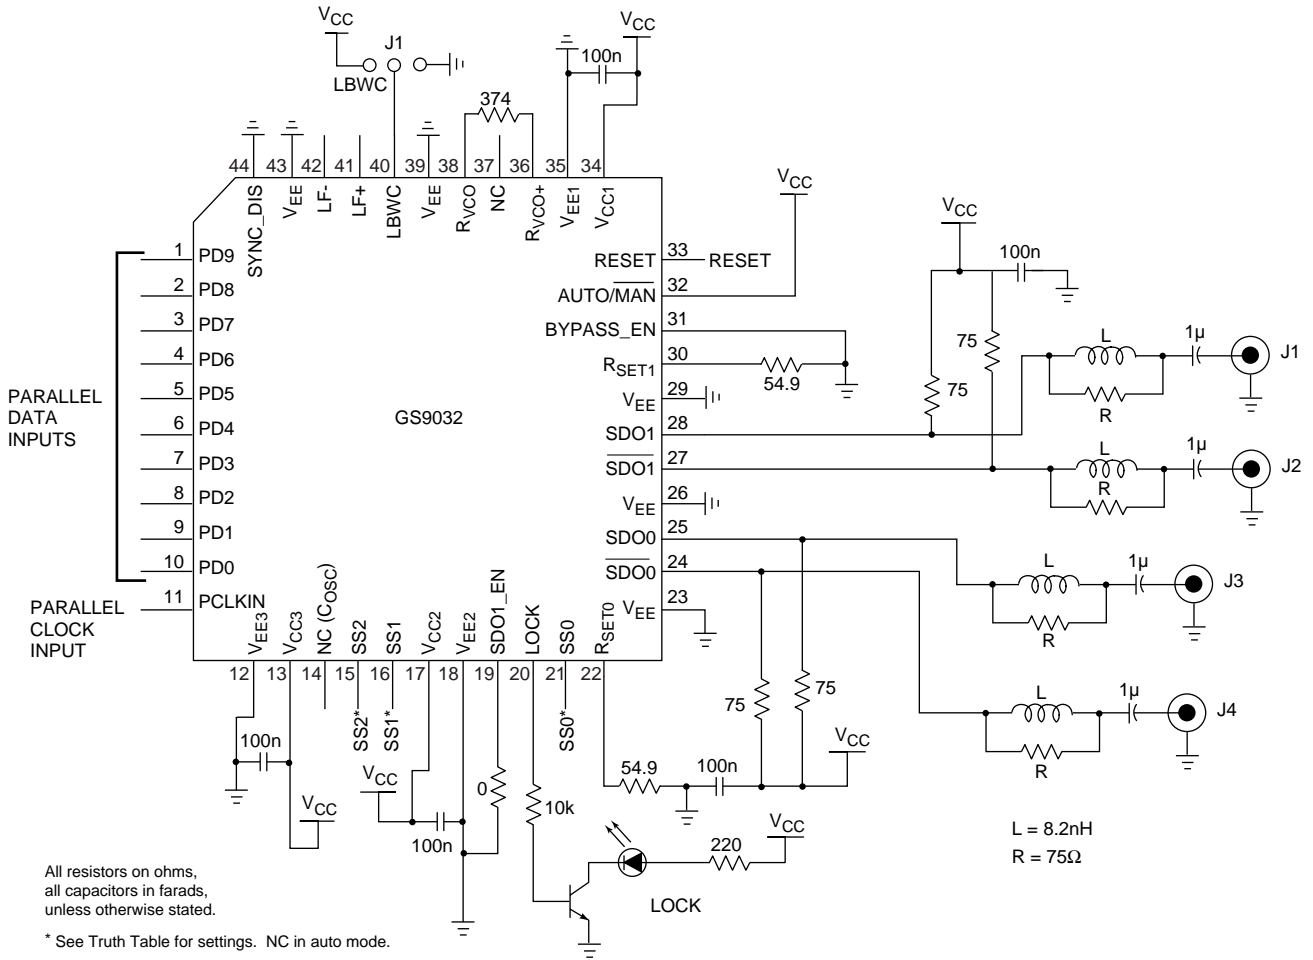 VCC
J1
LBWC
374
100n
VCC
44 43 42 41 40 39 38 37 36 35 34
SYNC_DIS
VEE
LF-
LF+
LBWC
VEE
RVCO
NC
RVCO+
VEE1
VCC1
PARALLEL
DATA
INPUTS
1 PD9
2 PD8
3 PD7
4 PD6
5 PD5
6 PD4
7 PD3
8 PD2
9 PD1
10 PD0
PARALLEL
CLOCK
INPUT
11 PCLKIN
GS9032
RESET 33 RESET
AUTO/MAN 32
BYPASS_EN 31
RSET1 30
VEE 29
SDO1 28
SDO1 27
VEE 26
SDO0 25
SDO0 24
VEE 23
VCC
54.9
VCC
100n
75
75
L
R
1µ
J1
L
R
1µ
J2
L
R
1µ
J3
L
R
1µ
J4
VEE3
VCC3
NC (COSC)
SS2
SS1
VCC2
VEE2
SDO1_EN
LOCK
SS0
RSET0
12 13 14 15 16 17 18 19 20 21 22
SS2*
SS1*
SS0*
100n
VCC
VCC
100n
0
10k
54.9
100n
75
75
VCC
220
VCC
LOCK
L = 8.2nH
R = 75Ω
All resistors on ohms,
all capacitors in farads,
unless otherwise stated.
* See Truth Table for settings. NC in auto mode.